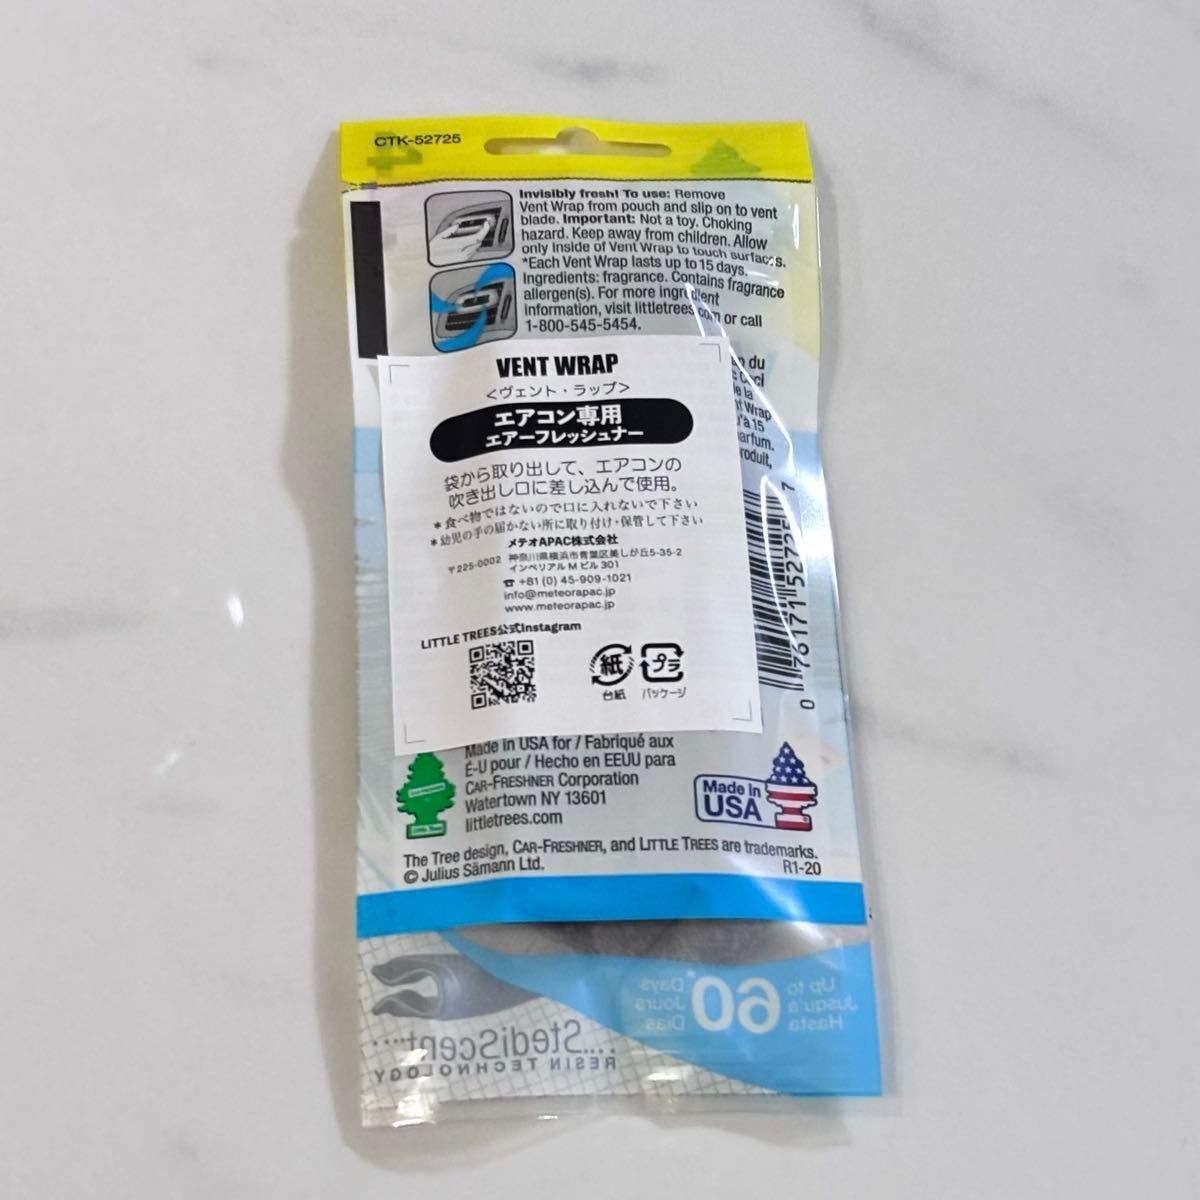 CTK-52725
Invisibly fresh! To use: Remove
Vent Wrap from pouch and slip on to vent
blade. Important: Not a toy. Choking
hazard. Keep away from children. Allow
only inside of Vent Wrap to touch surfaces.
*Each Vent Wrap lasts up to 15 days.
Ingredients: fragrance. Contains fragrance
allergen(s). For more ingredient
information, visit littletrees.com or call
1-800-545-5454.
du
Ceci
la
Wrap
15
roduit,
VENT WRAP
<ヴェント・ラップ>
エアコン専用
エアーフレッシュナー
袋から取り出して、エアコンの
吹き出し口に差し込んで使用。
*食べ物ではないので口に入れないで下さい
*幼児の手の届かない所に取り付け・保管して下さい
メテオAPAC株式会社
〒225-0002 神奈川県横浜市青葉区美しが丘5-35-2
インペリアル M ビル 301
☎ +81 (0) 45-909-1021
info@meteorapac.jp
www.meteorapac.jp
LITTLE TREES公式Instagram
紙
台紙
プラ
パッケージ
0 76171 52725 7
Made in USA for / Fabriqué aux
É-U pour / Hecho en EEUU para
CAR-FRESHNER Corporation
Watertown NY 13601
littletrees.com
Made in
USA
The Tree design, CAR-FRESHNER, and LITTLE TREES are trademarks.
© Julius Sämann Ltd.
R1-20
Up to
Jusqu'à
Hasta
60*
Days
Jours
Días
StediScent
RESIN TECHNOLOGY